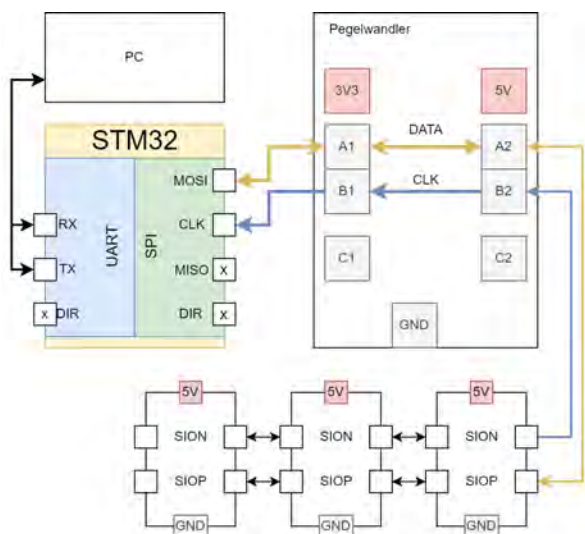 Pegelwandler
PC
3V3
5V
STM32
DATA
A1
A2
MOSI
CLK
B1
B2
RX
CLK
UART
SPI
TX
MISO
x
C1
C2
x
DIR
DIR
x
GND
5V
5V
5V
SION
SION
SION
SIOP
SIOP
SIOP
GND
GND
GND